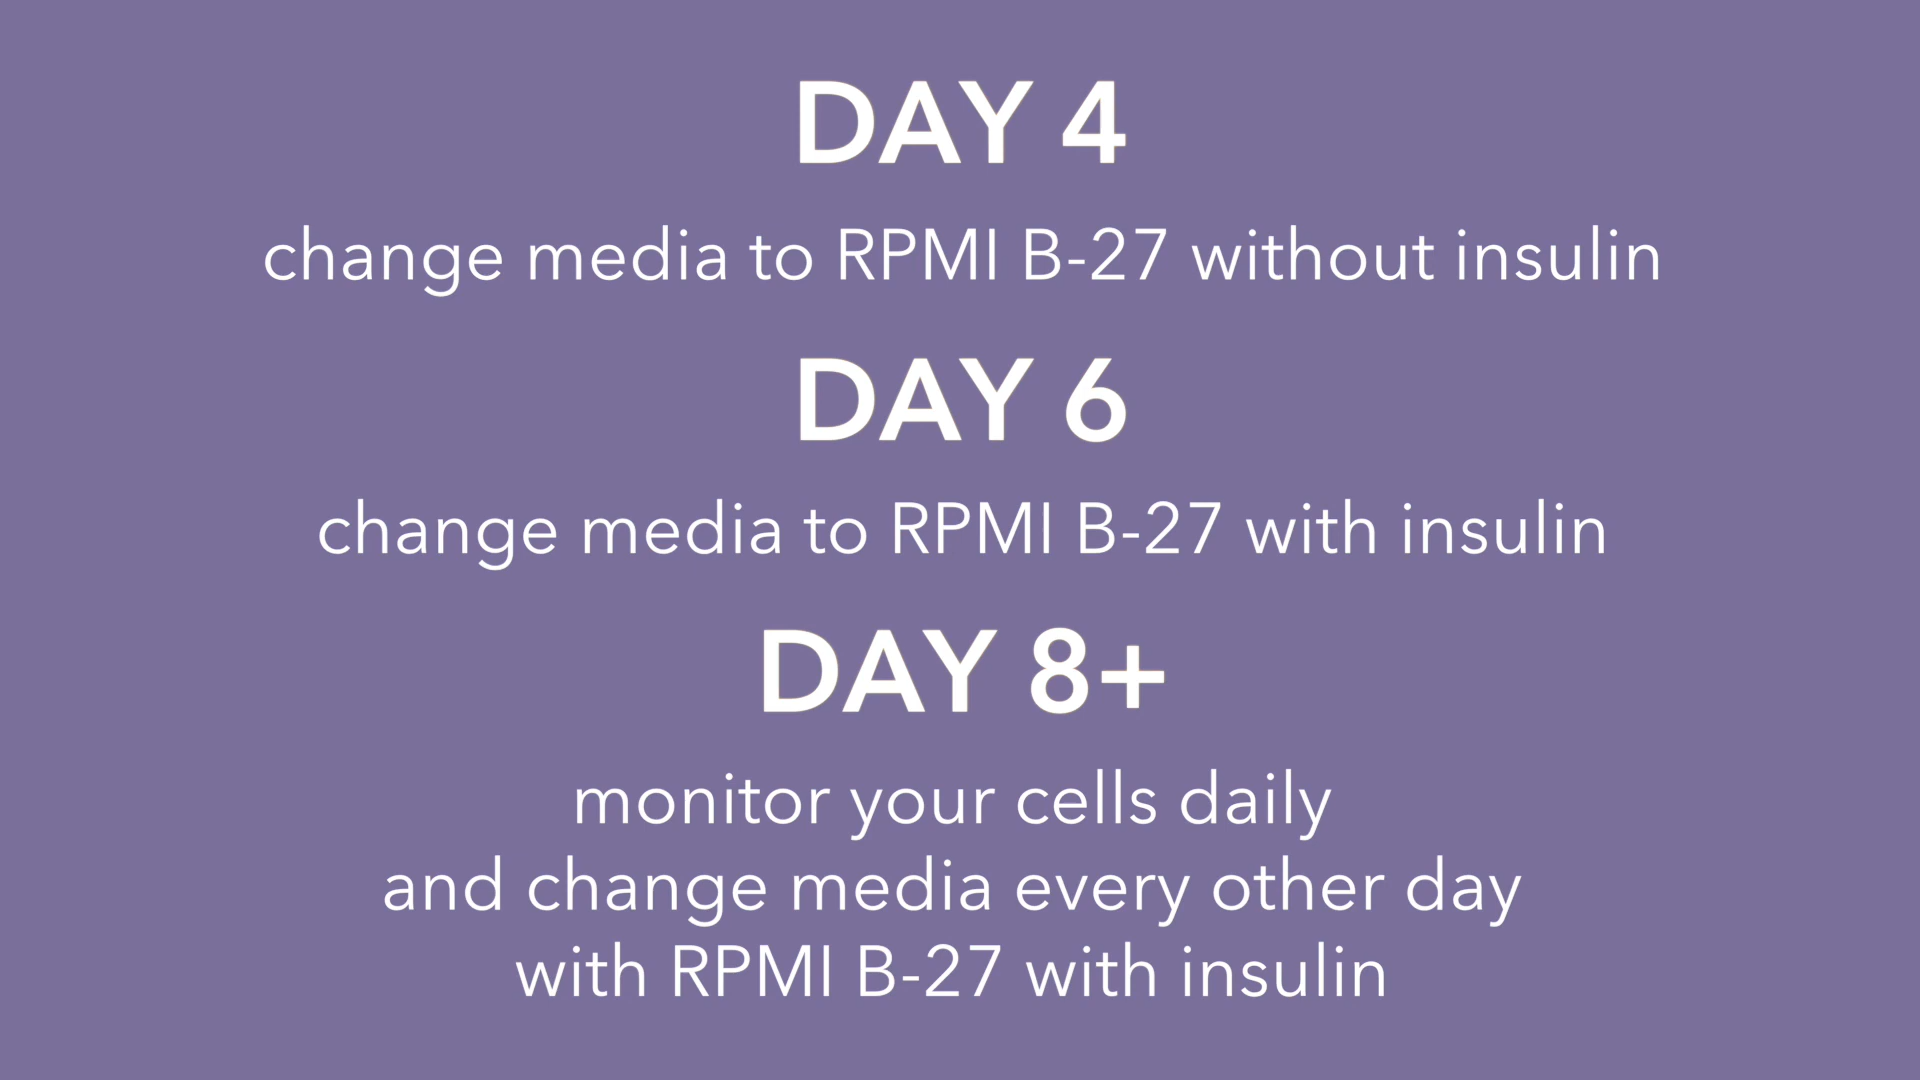 DAY 4
change media to RPMI B-27 without insulin
DAY 6
change media to RPMI B-27 with insulin
DAY 8+
monitor your cells daily
and change media every other day
with RPMI B-27 with insulin